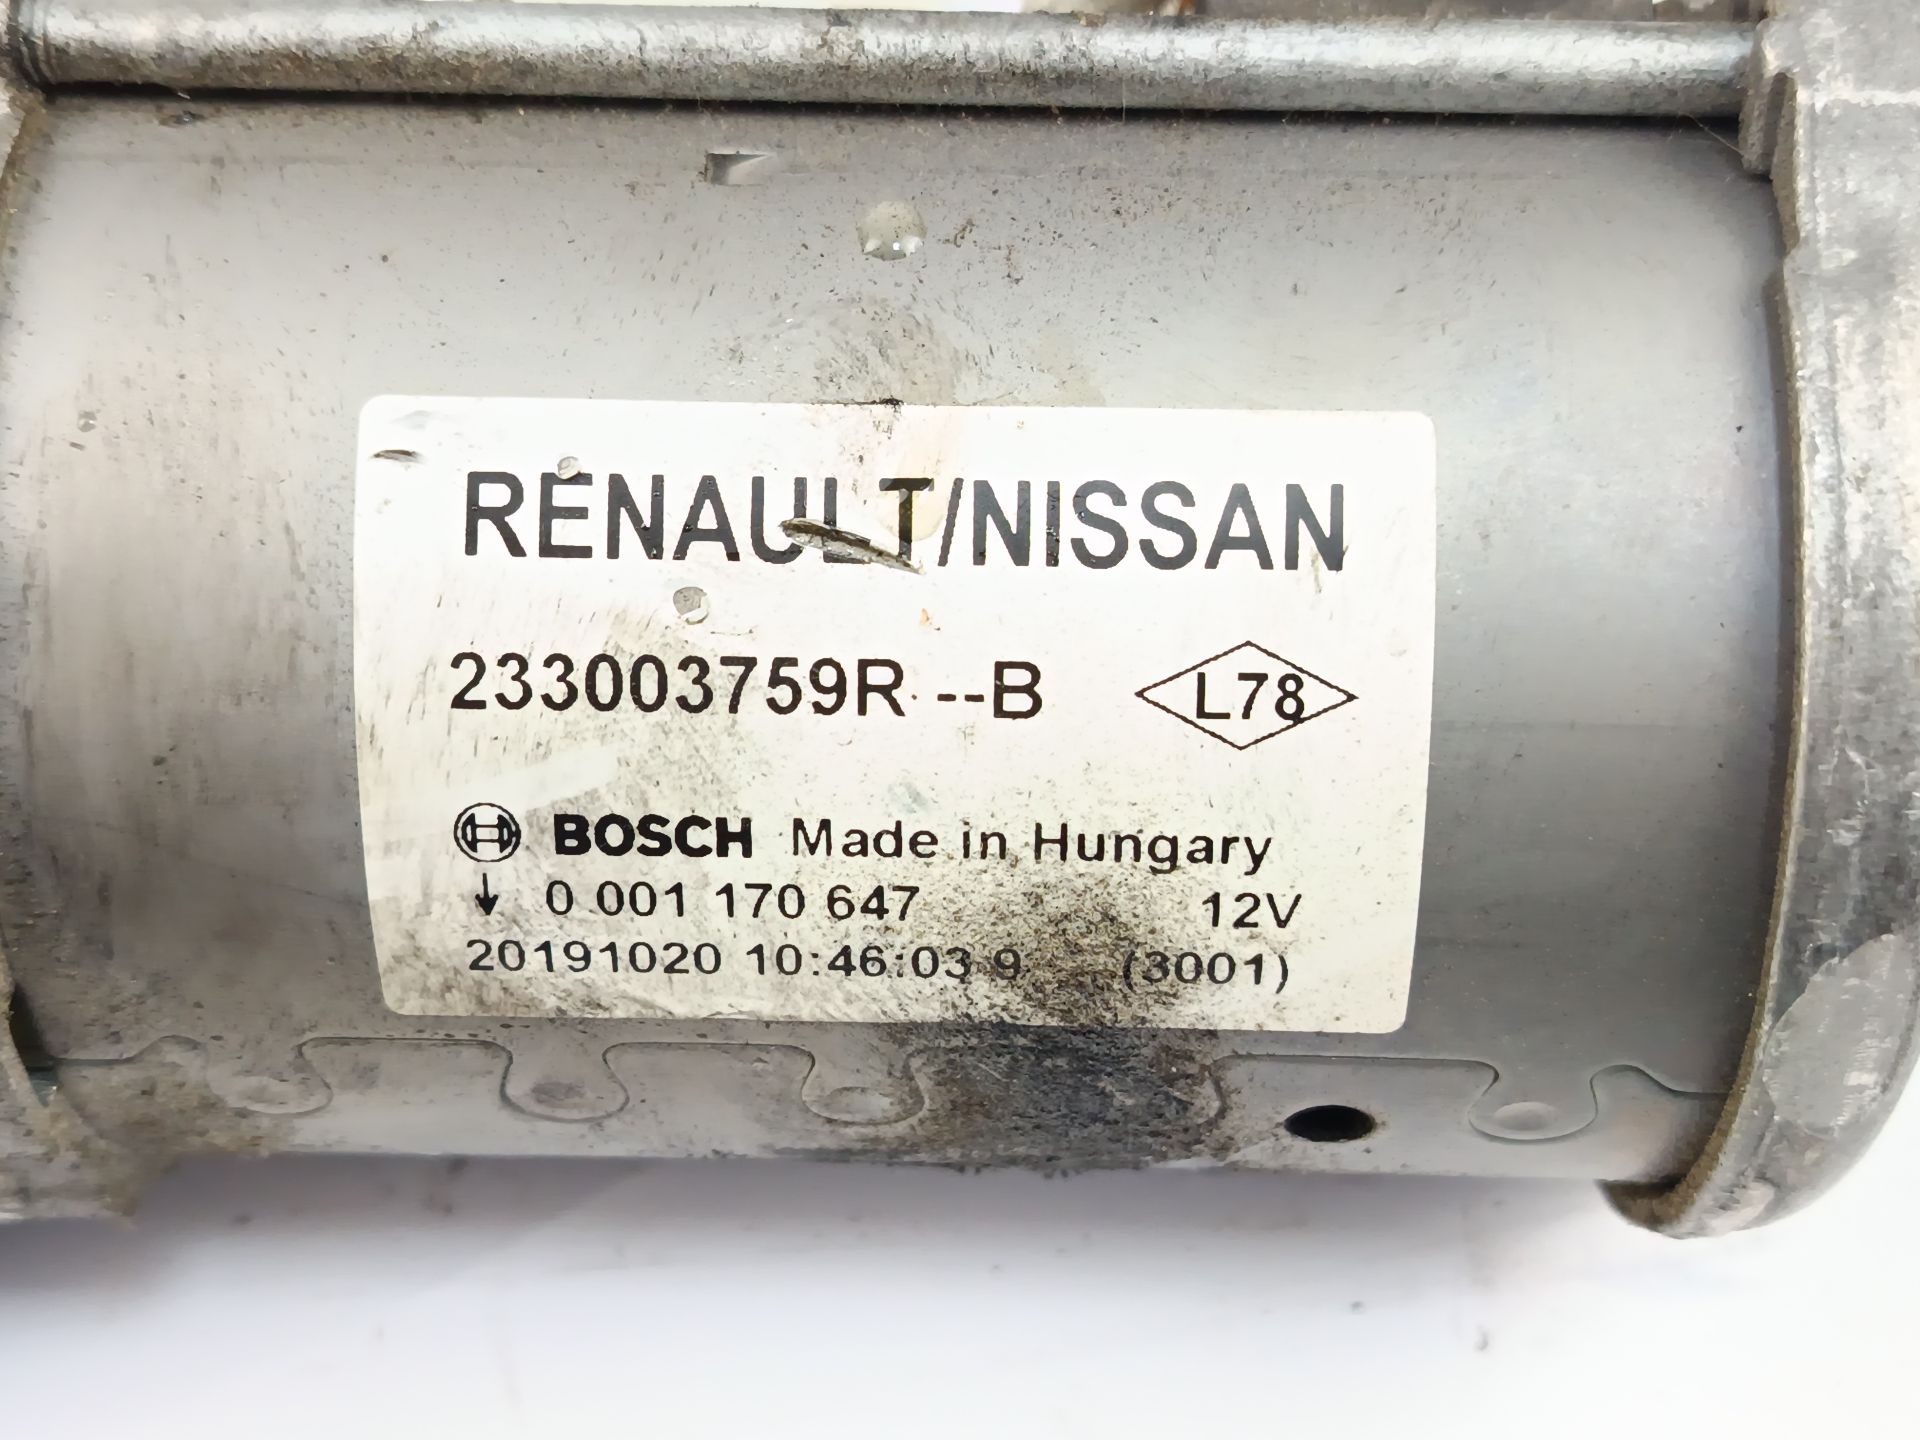 RENAULT/NISSAN
233003759R --B L78
BOSCH Made in Hungary
↓ 0 001 170 647 12V
20191020 10:46:03 9 (3001)